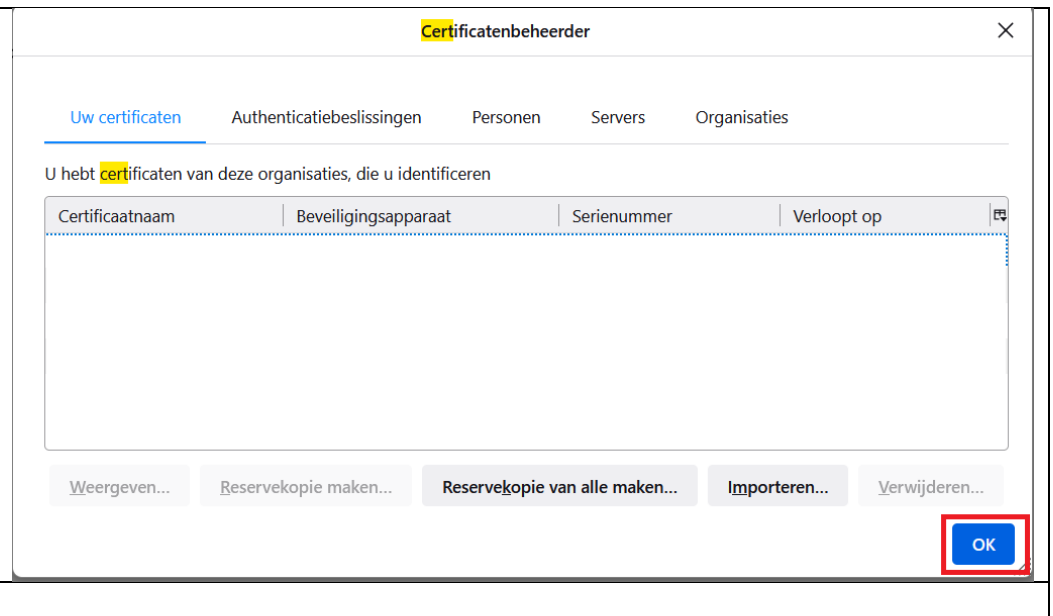 Certificatenbeheerder
Uw certificaten Authenticatiebeslissingen Personen Servers Organisaties
U hebt certificaten van deze organisaties, die u identificeren
Certificaatnaam Beveiligingsapparaat Serienummer Verloopt op
Weergeven... Reservekopie maken... Reservekopie van alle maken... Importeren... Verwijderen...
OK